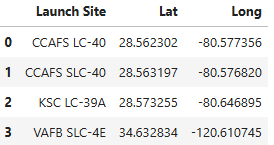 Launch Site Lat Long
0 CCAFS LC-40 28.562302 -80.577356
1 CCAFS SLC-40 28.563197 -80.576820
2 KSC LC-39A 28.573255 -80.646895
3 VAFB SLC-4E 34.632834 -120.610745